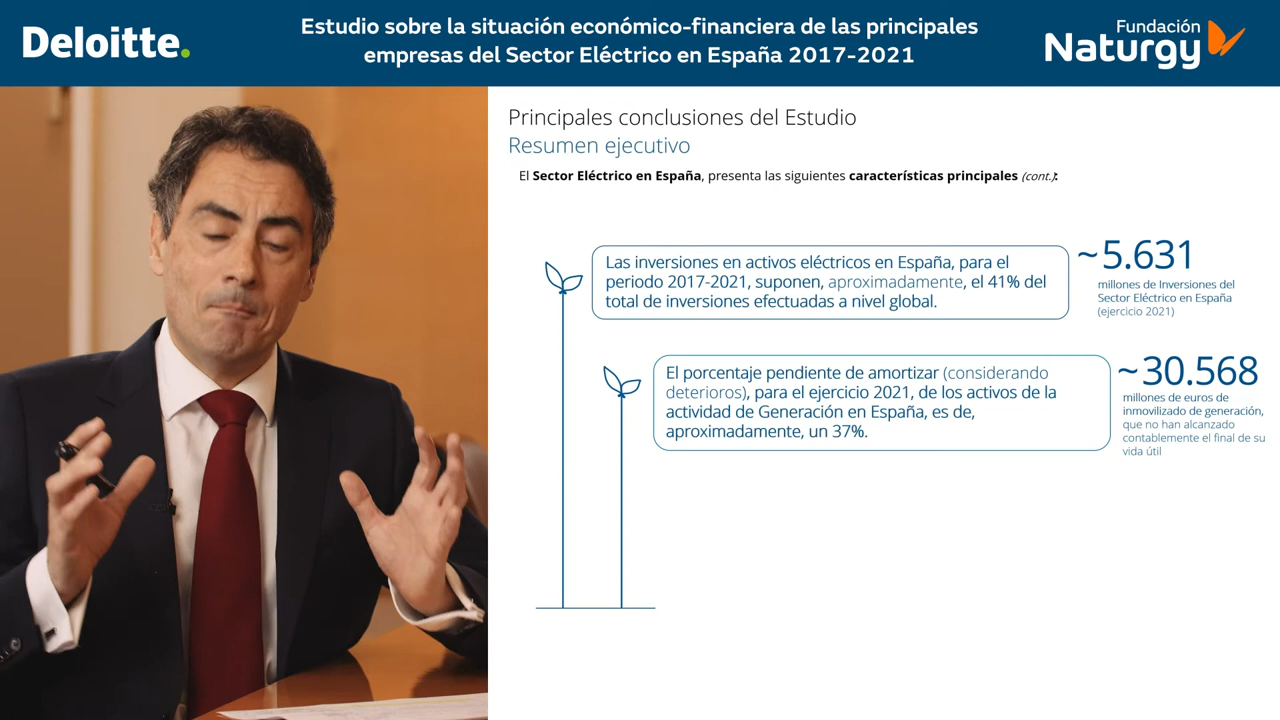 Deloitte.
Estudio sobre la situación económico-financiera de las principales
empresas del Sector Eléctrico en España 2017-2021
Fundación
Naturgy
Principales conclusiones del Estudio
Resumen ejecutivo
El Sector Eléctrico en España, presenta las siguientes características principales (cont.):
Las inversiones en activos eléctricos en España, para el
periodo 2017-2021, suponen, aproximadamente, el 41% del
total de inversiones efectuadas a nivel global.
~5.631
millones de Inversiones del
Sector Eléctrico en España
(ejercicio 2021)
El porcentaje pendiente de amortizar (considerando
deterioros), para el ejercicio 2021, de los activos de la
actividad de Generación en España, es de,
aproximadamente, un 37%.
~30.568
millones de euros de
inmovilizado de generación,
que no han alcanzado
contablemente el final de su
vida útil